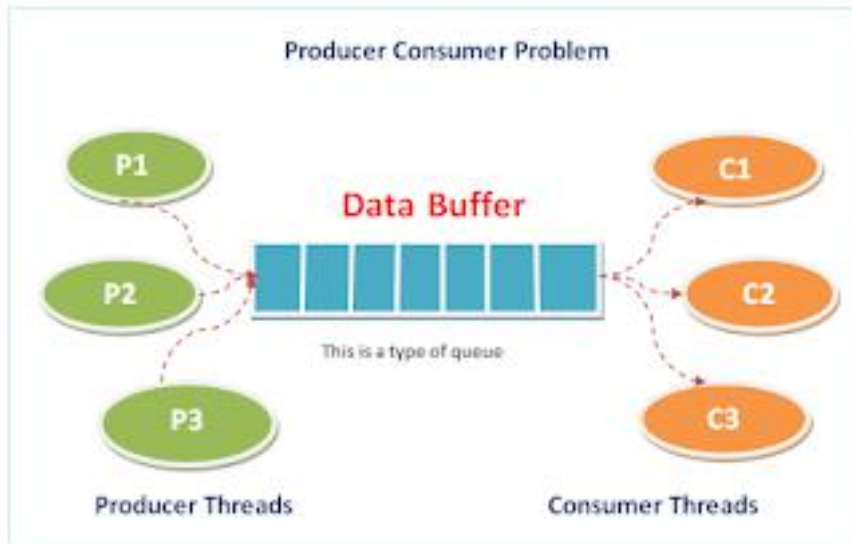 Producer Consumer Problem
P1
C1
Data Buffer
P2
C2
This is a type of queue
P3
C3
Producer Threads
Consumer Threads